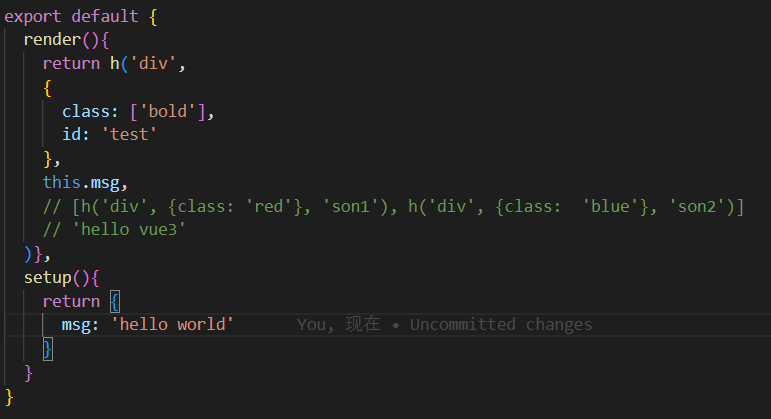 export default {
  render(){
    return h('div',
    {
      class: ['bold'],
      id: 'test'
    },
    this.msg,
    // [h('div', {class: 'red'}, 'son1'), h('div', {class:  'blue'}, 'son2')]
    // 'hello vue3'
  )},
  setup(){
    return {
      msg: 'hello world'      You, 现在 • Uncommitted changes
    }
  }
}